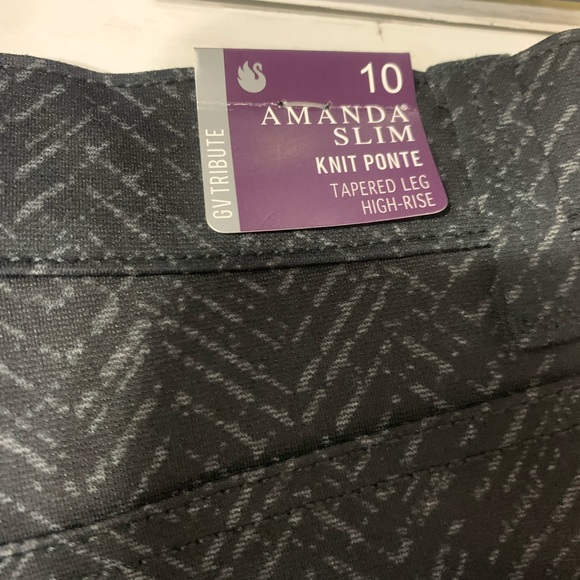 10
AMANDA®
SLIM
KNIT PONTE
TAPERED LEG
HIGH-RISE
GV TRIBUTE